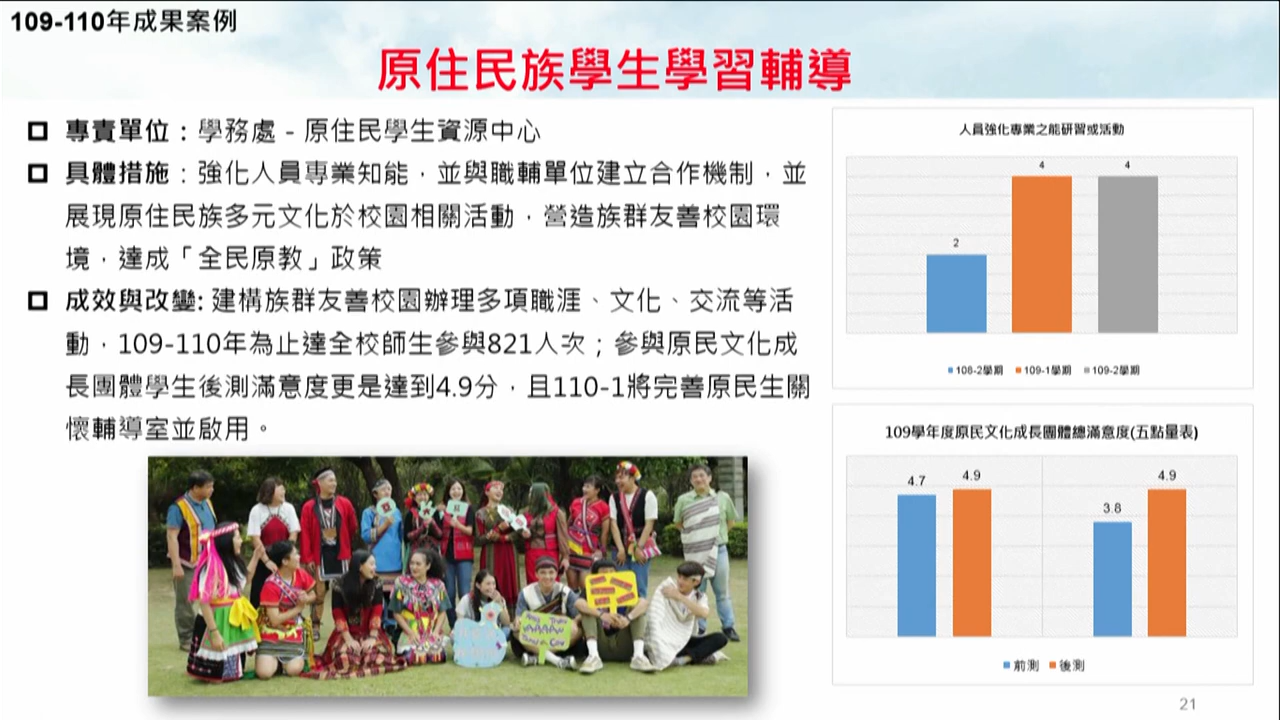 109-110年成果案例
原住民族學生學習輔導
專責單位：學務處－原住民學生資源中心
具體措施：強化人員專業知能，並與職輔單位建立合作機制，並
展現原住民族多元文化於校園相關活動，營造族群友善校園環
境，達成「全民原教」政策
成效與改變: 建構族群友善校園辦理多項職涯、文化、交流等活
動，109-110年為止達全校師生參與821人次；參與原民文化成
長團體學生後測滿意度更是達到4.9分，且110-1將完善原民生關
懷輔導室並啟用。
人員強化專業之能研習或活動
2
4
4
108-2學期 109-1學期 109-2學期
109學年度原民文化成長團體總滿意度(五點量表)
4.7 4.9 3.8 4.9
前測 後測
21